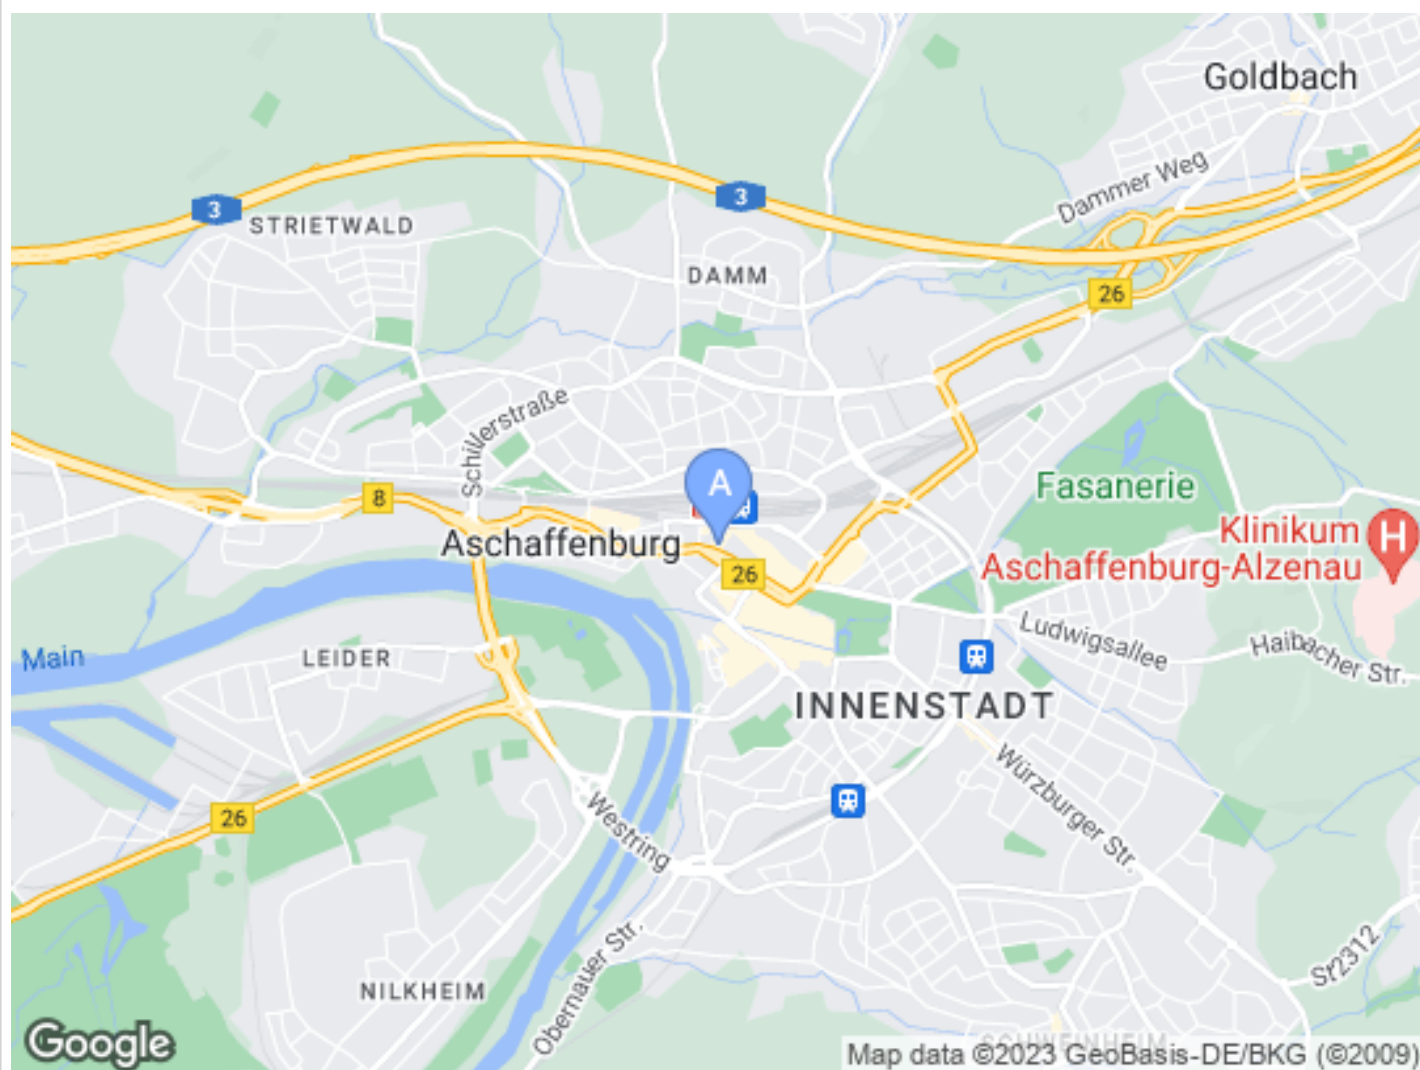 Goldbach
Dammer Weg
3
3
STRIETWALD
DAMM
26
Schillerstraße
A
Fasanerie
8
Klinikum
Aschaffenburg-Alzenau
H
Aschaffenburg
26
Main
LEIDER
Ludwigsallee
Haibacher Str.
INNENSTADT
Würzburger Str.
26
Westring
Obernauer Str.
St2312
NILKHEIM
SCHWEINHEIM
Google
Map data ©2023 GeoBasis-DE/BKG (©2009)